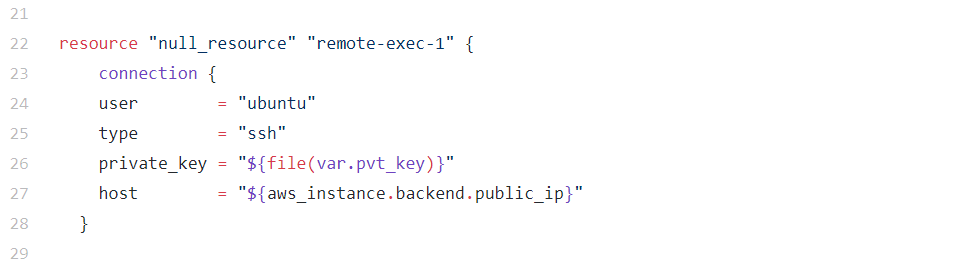 21
22 resource "null_resource" "remote-exec-1" {
23 connection {
24 user = "ubuntu"
25 type = "ssh"
26 private_key = "${file(var.pvt_key)}"
27 host = "${aws_instance.backend.public_ip}"
28 }
29